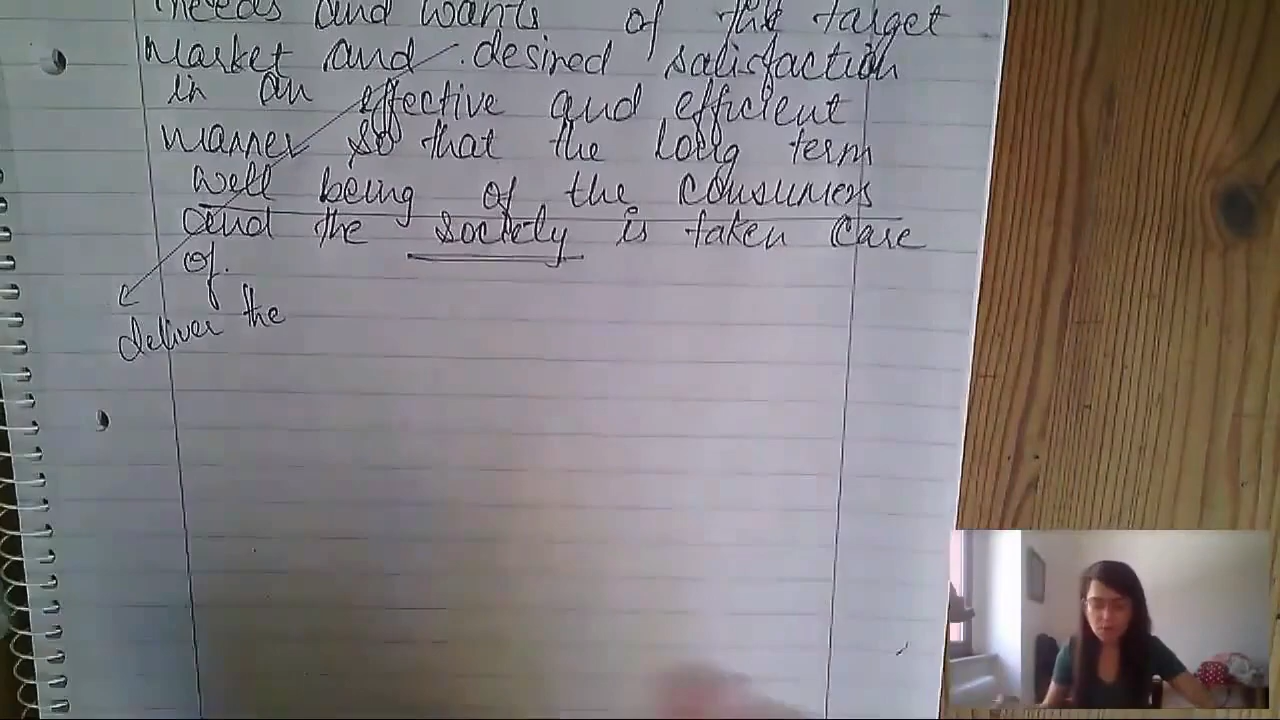 needs and wants of the target
market and desired satisfaction
in an effective and efficient
manner so that the long term
well being of the consumers
and the society is taken care
of.
deliver the